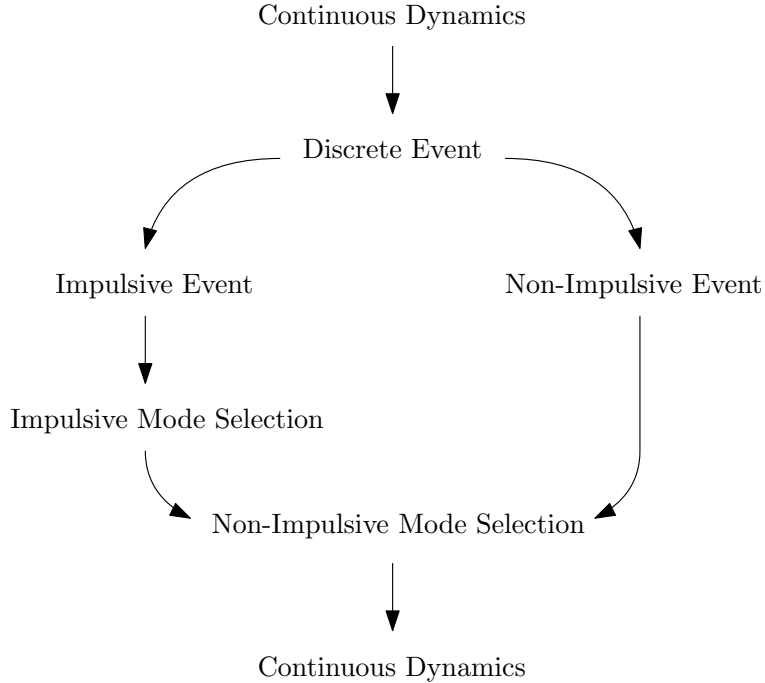 Continuous Dynamics
Discrete Event
Impulsive Event
Non-Impulsive Event
Impulsive Mode Selection
Non-Impulsive Mode Selection
Continuous Dynamics